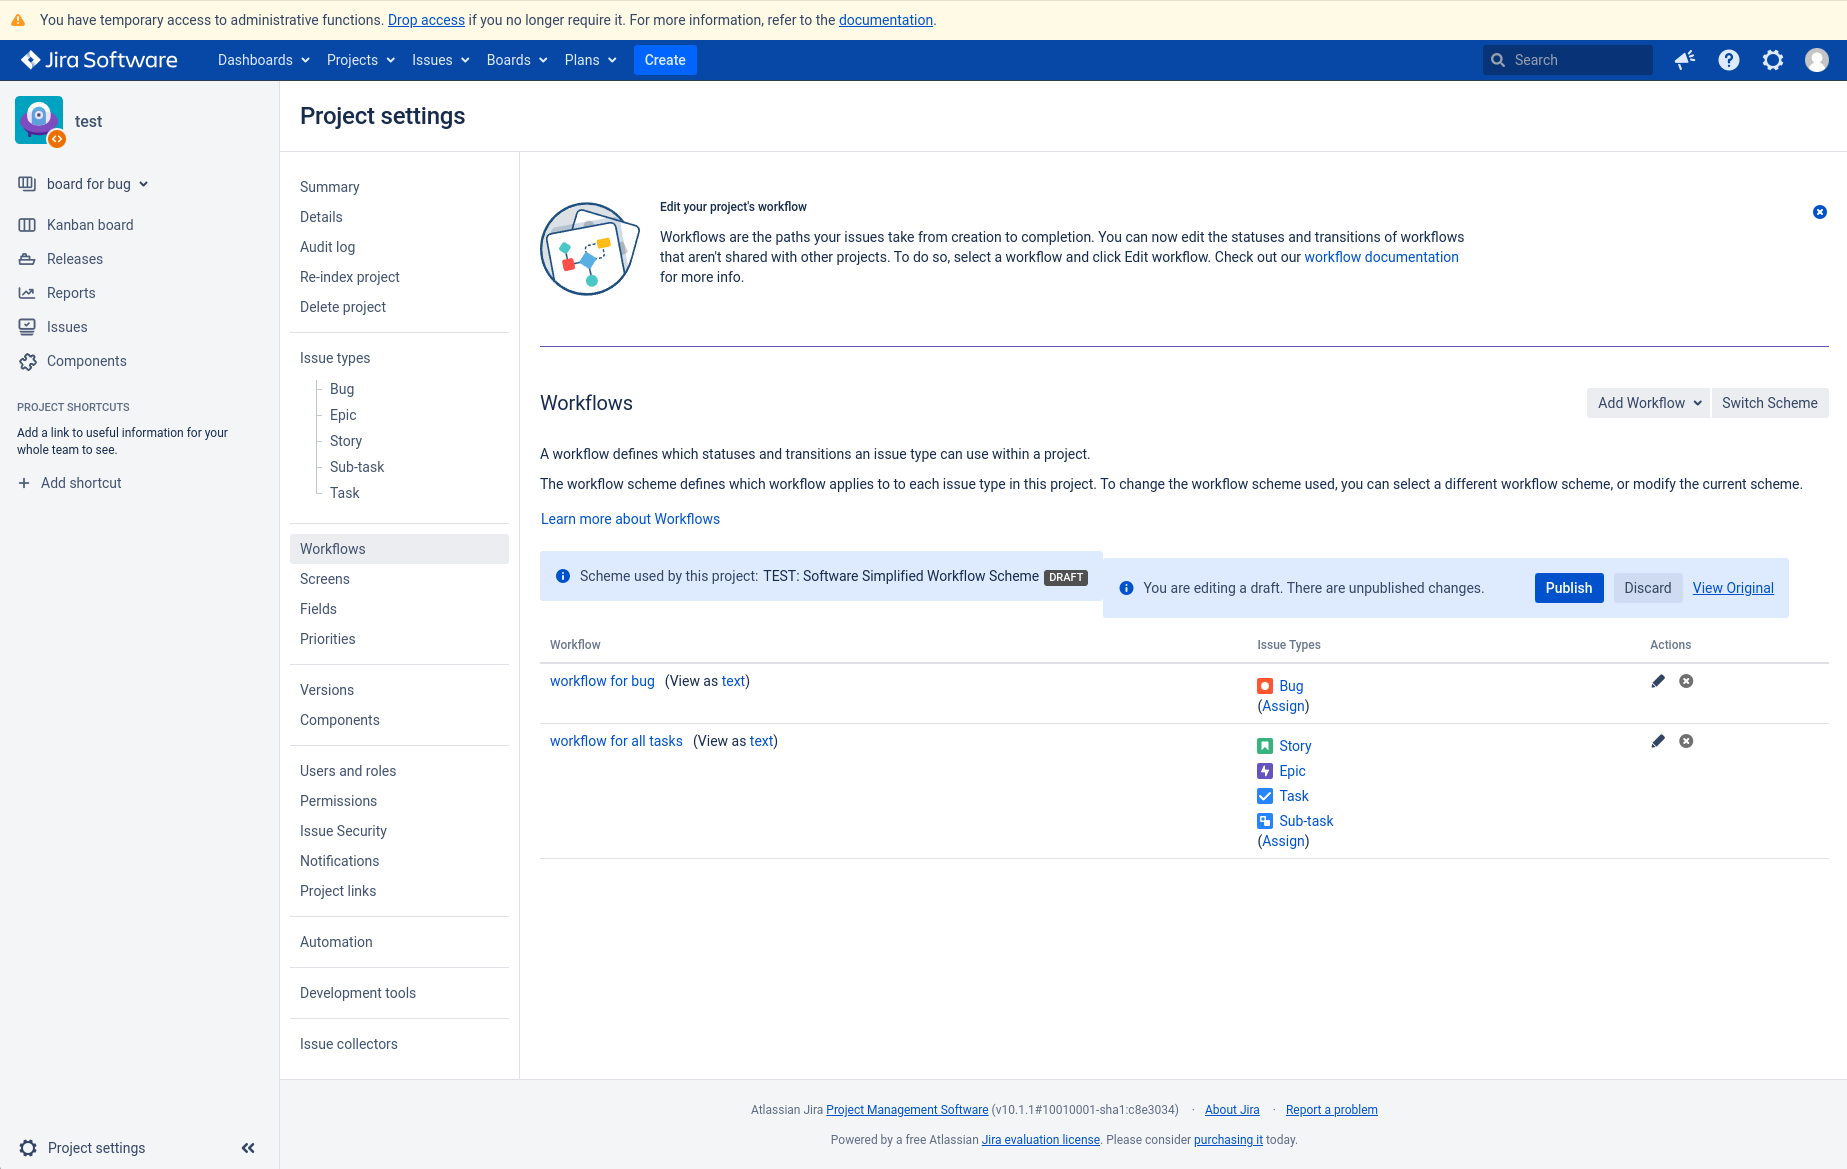 You have temporary access to administrative functions. Drop access if you no longer require it. For more information, refer to the documentation.
Jira Software
Dashboards
Projects
Issues
Boards
Plans
Create
Search
test
board for bug
Kanban board
Releases
Reports
Issues
Components
PROJECT SHORTCUTS
Add a link to useful information for your
whole team to see.
Add shortcut
Project settings
Project settings
Summary
Details
Audit log
Re-index project
Delete project
Issue types
Bug
Epic
Story
Sub-task
Task
Workflows
Screens
Fields
Priorities
Versions
Components
Users and roles
Permissions
Issue Security
Notifications
Project links
Automation
Development tools
Issue collectors
Edit your project's workflow
Workflows are the paths your issues take from creation to completion. You can now edit the statuses and transitions of workflows
that aren't shared with other projects. To do so, select a workflow and click Edit workflow. Check out our workflow documentation
for more info.
Workflows
Add Workflow
Switch Scheme
A workflow defines which statuses and transitions an issue type can use within a project.
The workflow scheme defines which workflow applies to to each issue type in this project. To change the workflow scheme used, you can select a different workflow scheme, or modify the current scheme.
Learn more about Workflows
Scheme used by this project: TEST: Software Simplified Workflow Scheme DRAFT
You are editing a draft. There are unpublished changes.
Publish
Discard
View Original
Workflow
Issue Types
Actions
workflow for bug (View as text)
Bug
(Assign)
workflow for all tasks (View as text)
Story
Epic
Task
Sub-task
(Assign)
Atlassian Jira Project Management Software (v10.1.1#10010001-sha1:c8e3034) · About Jira · Report a problem
Powered by a free Atlassian Jira evaluation license. Please consider purchasing it today.